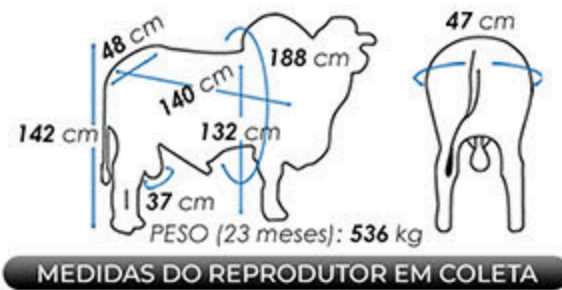 48 cm
47 cm
188 cm
140 cm
142 cm
132 cm
37 cm
PESO (23 meses): 536 kg
MEDIDAS DO REPRODUTOR EM COLETA